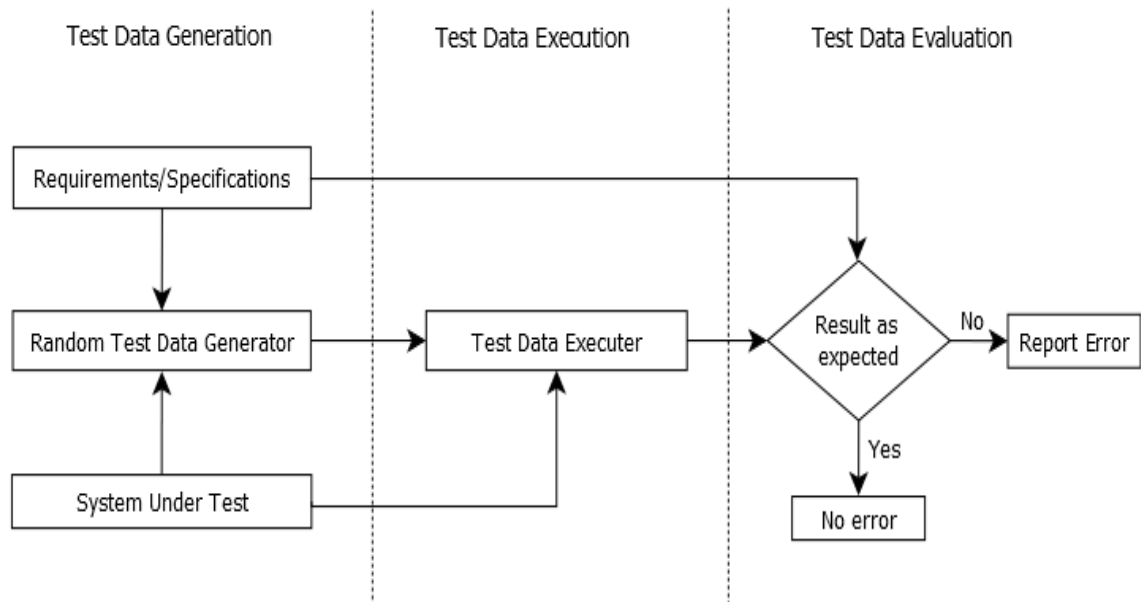 Test Data Generation
Test Data Execution
Test Data Evaluation
Requirements/Specifications
Random Test Data Generator
Test Data Executer
Result as
expected
No
Report Error
Yes
System Under Test
No error